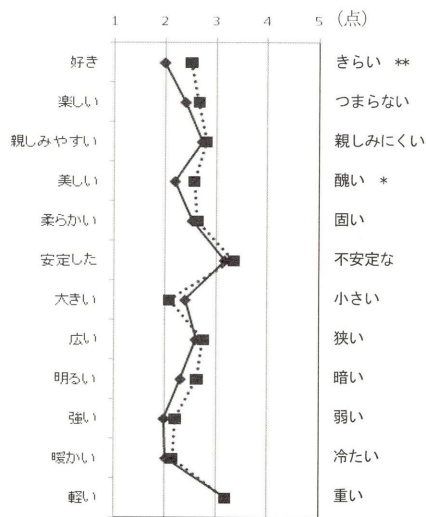 1 2 3 4 5 (点)
好き きらい **
楽しい つまらない
親しみやすい 親しみにくい
美しい 醜い *
柔らかい 固い
安定した 不安定な
大きい 小さい
広い 狭い
明るい 暗い
強い 弱い
暖かい 冷たい
軽い 重い